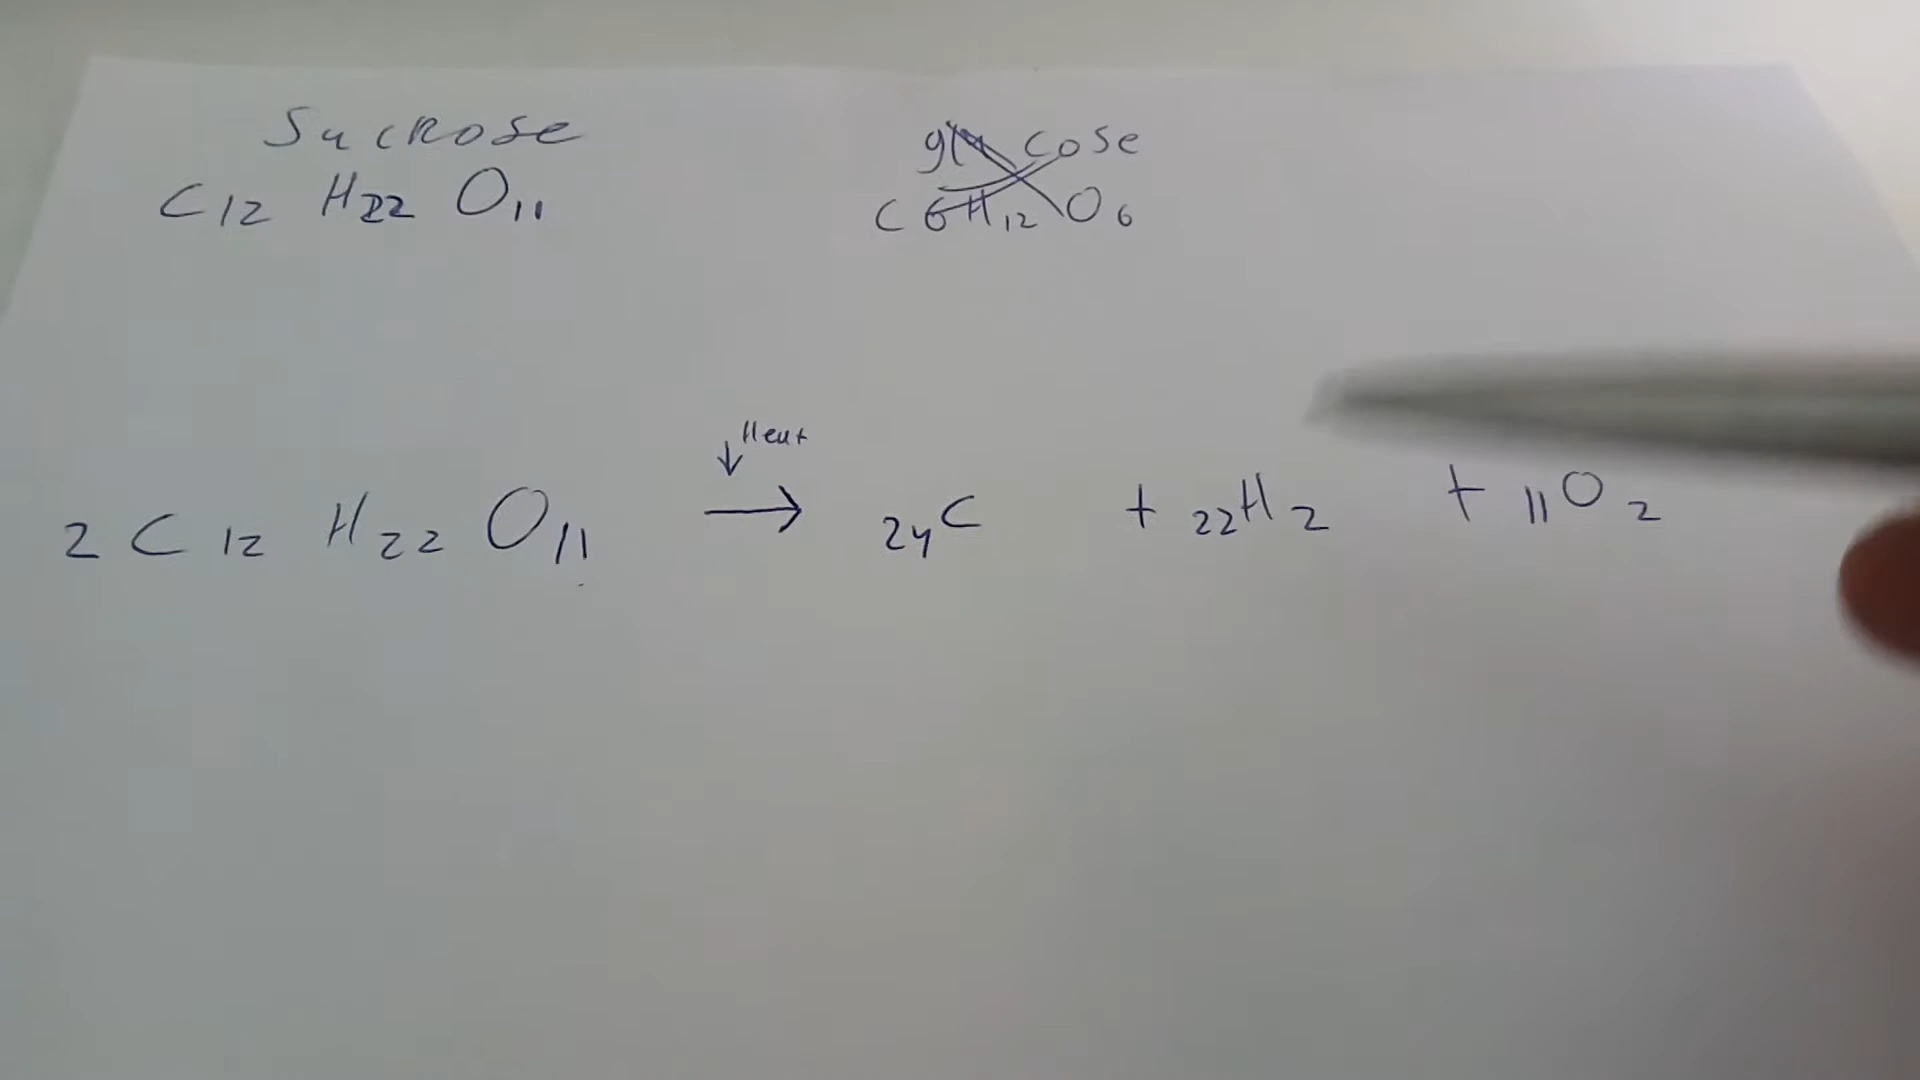 Sucrose
glucose
C12 H22 O11
C6H12O6
Heat
2 C12 H22 O11 → 24C + 22H2 + 11O2